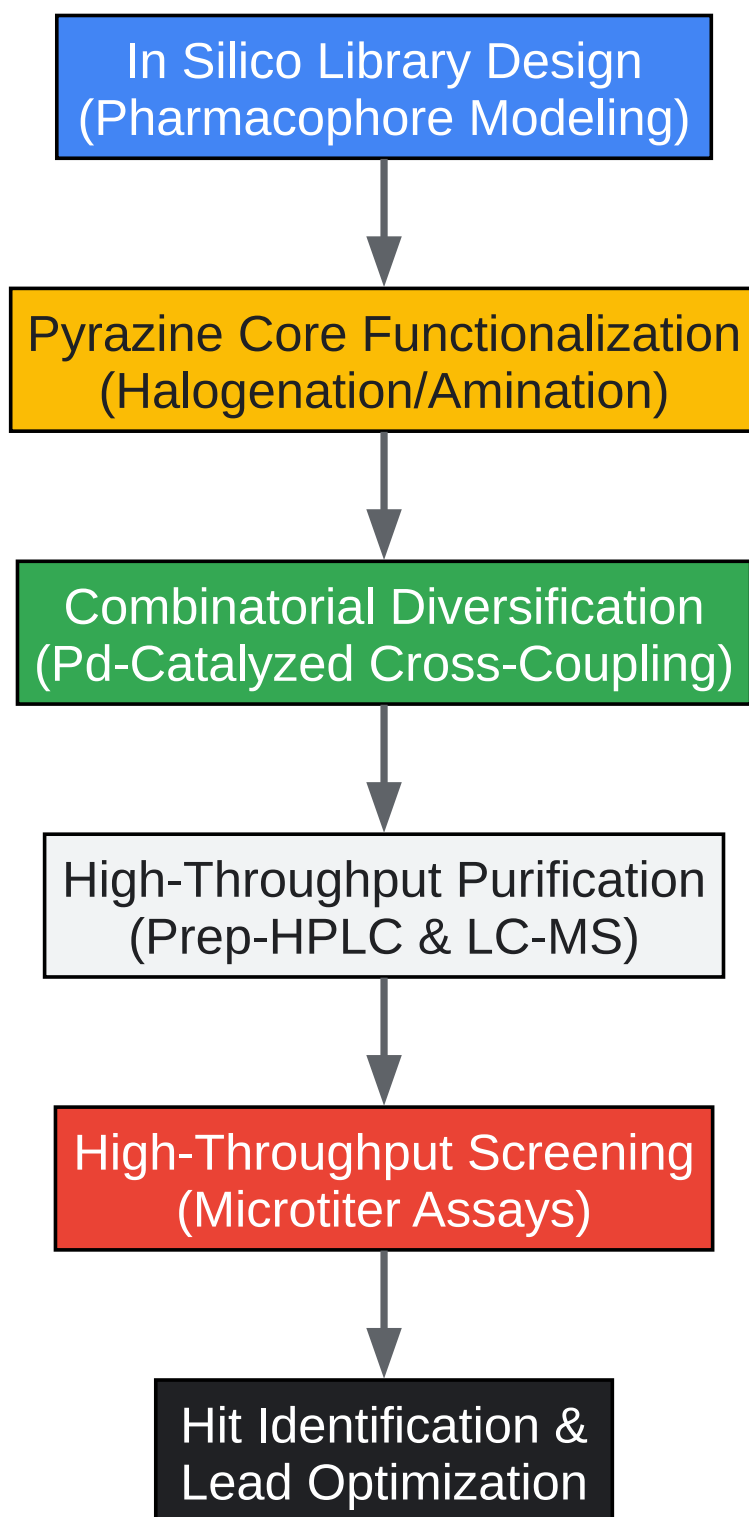 In Silico Library Design
(Pharmacophore Modeling)
Pyrazine Core Functionalization
(Halogenation/Amination)
Combinatorial Diversification
(Pd-Catalyzed Cross-Coupling)
High-Throughput Purification
(Prep-HPLC & LC-MS)
High-Throughput Screening
(Microtiter Assays)
Hit Identification &
Lead Optimization